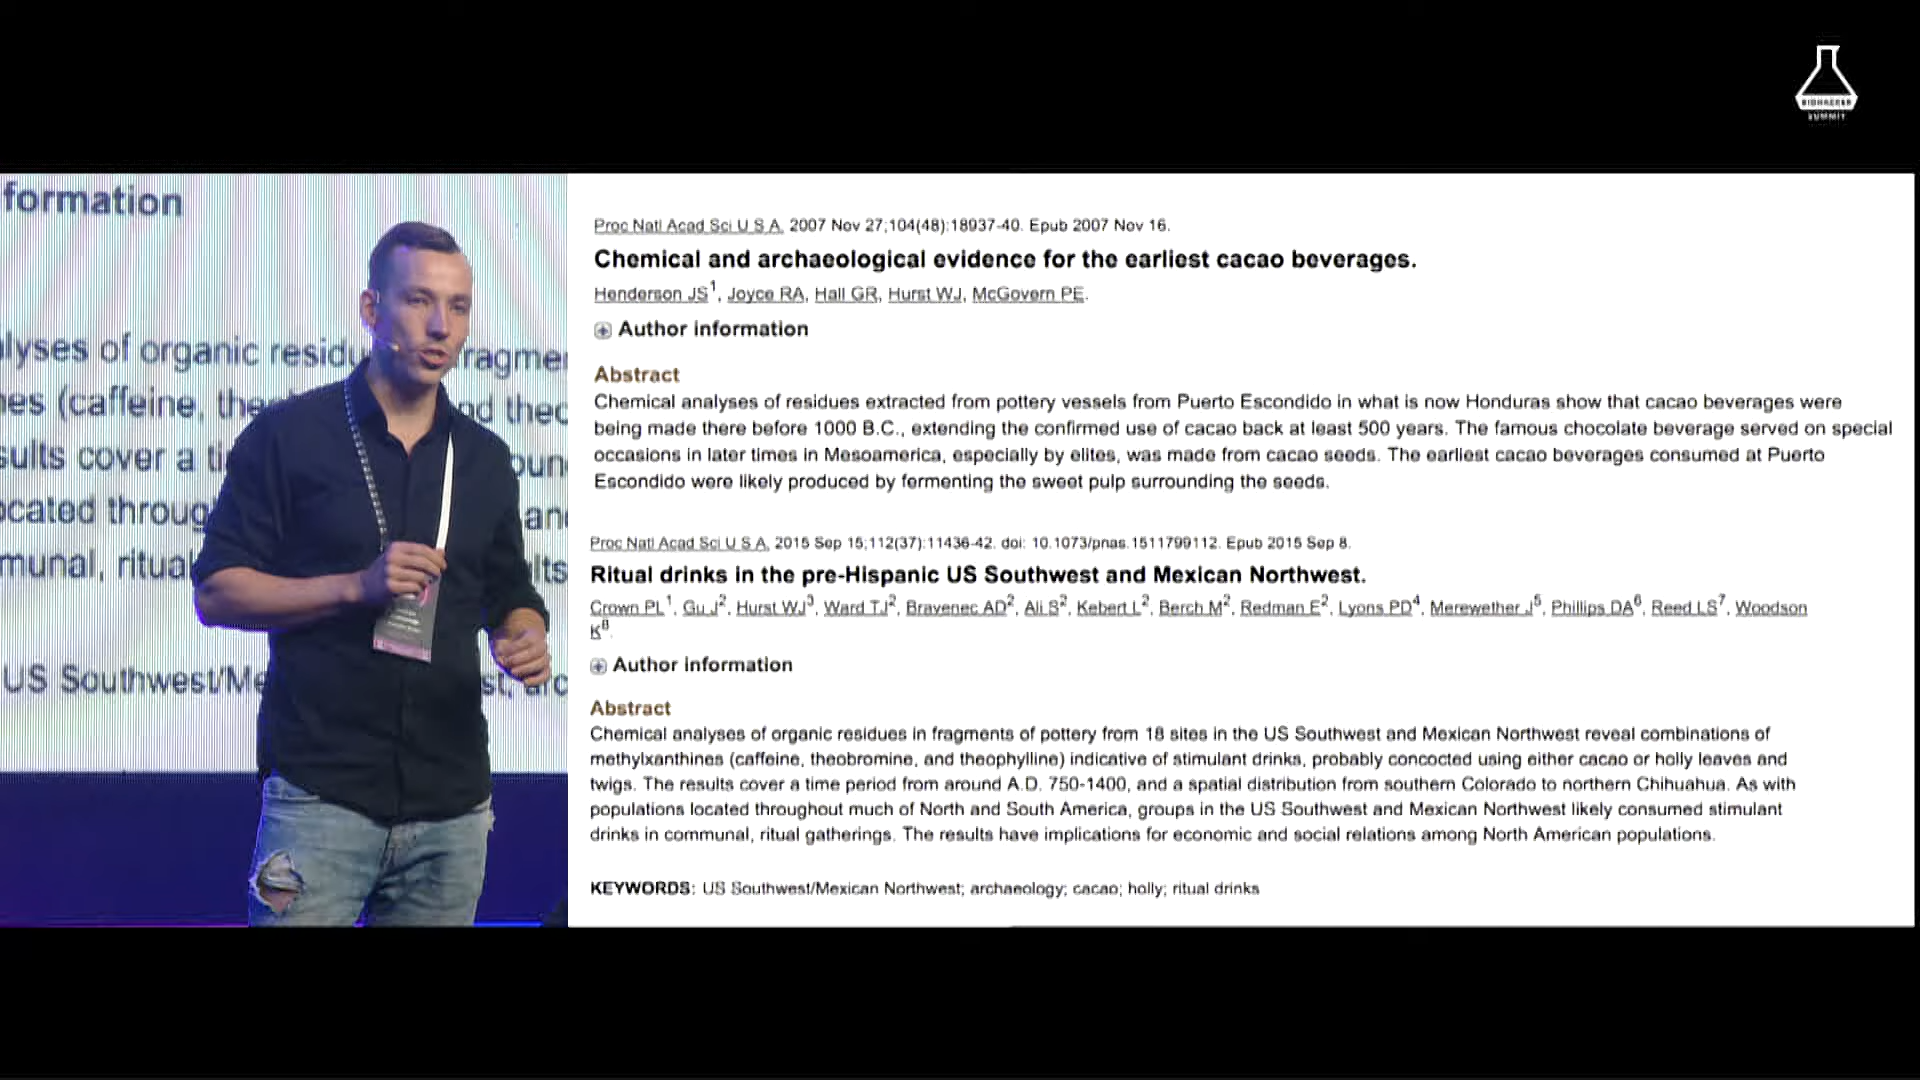 BIOHACKER
SUMMIT
formation
lyses of organic resid
fragme
nes (caffeine, the
od theo
sults cover a ti
oun
ocated throug
an
munal, ritual
lts
US Southwest/Me
st; arc
Proc Natl Acad Sci U S A. 2007 Nov 27;104(48):18937-40. Epub 2007 Nov 16.
Chemical and archaeological evidence for the earliest cacao beverages.
Henderson JS1, Joyce RA, Hall GR, Hurst WJ, McGovern PE.
Author information
Abstract
Chemical analyses of residues extracted from pottery vessels from Puerto Escondido in what is now Honduras show that cacao beverages were
being made there before 1000 B.C., extending the confirmed use of cacao back at least 500 years. The famous chocolate beverage served on special
occasions in later times in Mesoamerica, especially by elites, was made from cacao seeds. The earliest cacao beverages consumed at Puerto
Escondido were likely produced by fermenting the sweet pulp surrounding the seeds.
Proc Natl Acad Sci U S A. 2015 Sep 15;112(37):11436-42. doi: 10.1073/pnas.1511799112. Epub 2015 Sep 8.
Ritual drinks in the pre-Hispanic US Southwest and Mexican Northwest.
Crown PL1, Gu J2, Hurst WJ3, Ward TJ2, Bravenec AD2, Ali S2, Kebert L2, Berch M2, Redman E2, Lyons PD4, Merewether J5, Phillips DA6, Reed LS7, Woodson
K8.
Author information
Abstract
Chemical analyses of organic residues in fragments of pottery from 18 sites in the US Southwest and Mexican Northwest reveal combinations of
methylxanthines (caffeine, theobromine, and theophylline) indicative of stimulant drinks, probably concocted using either cacao or holly leaves and
twigs. The results cover a time period from around A.D. 750-1400, and a spatial distribution from southern Colorado to northern Chihuahua. As with
populations located throughout much of North and South America, groups in the US Southwest and Mexican Northwest likely consumed stimulant
drinks in communal, ritual gatherings. The results have implications for economic and social relations among North American populations.
KEYWORDS: US Southwest/Mexican Northwest; archaeology; cacao; holly; ritual drinks